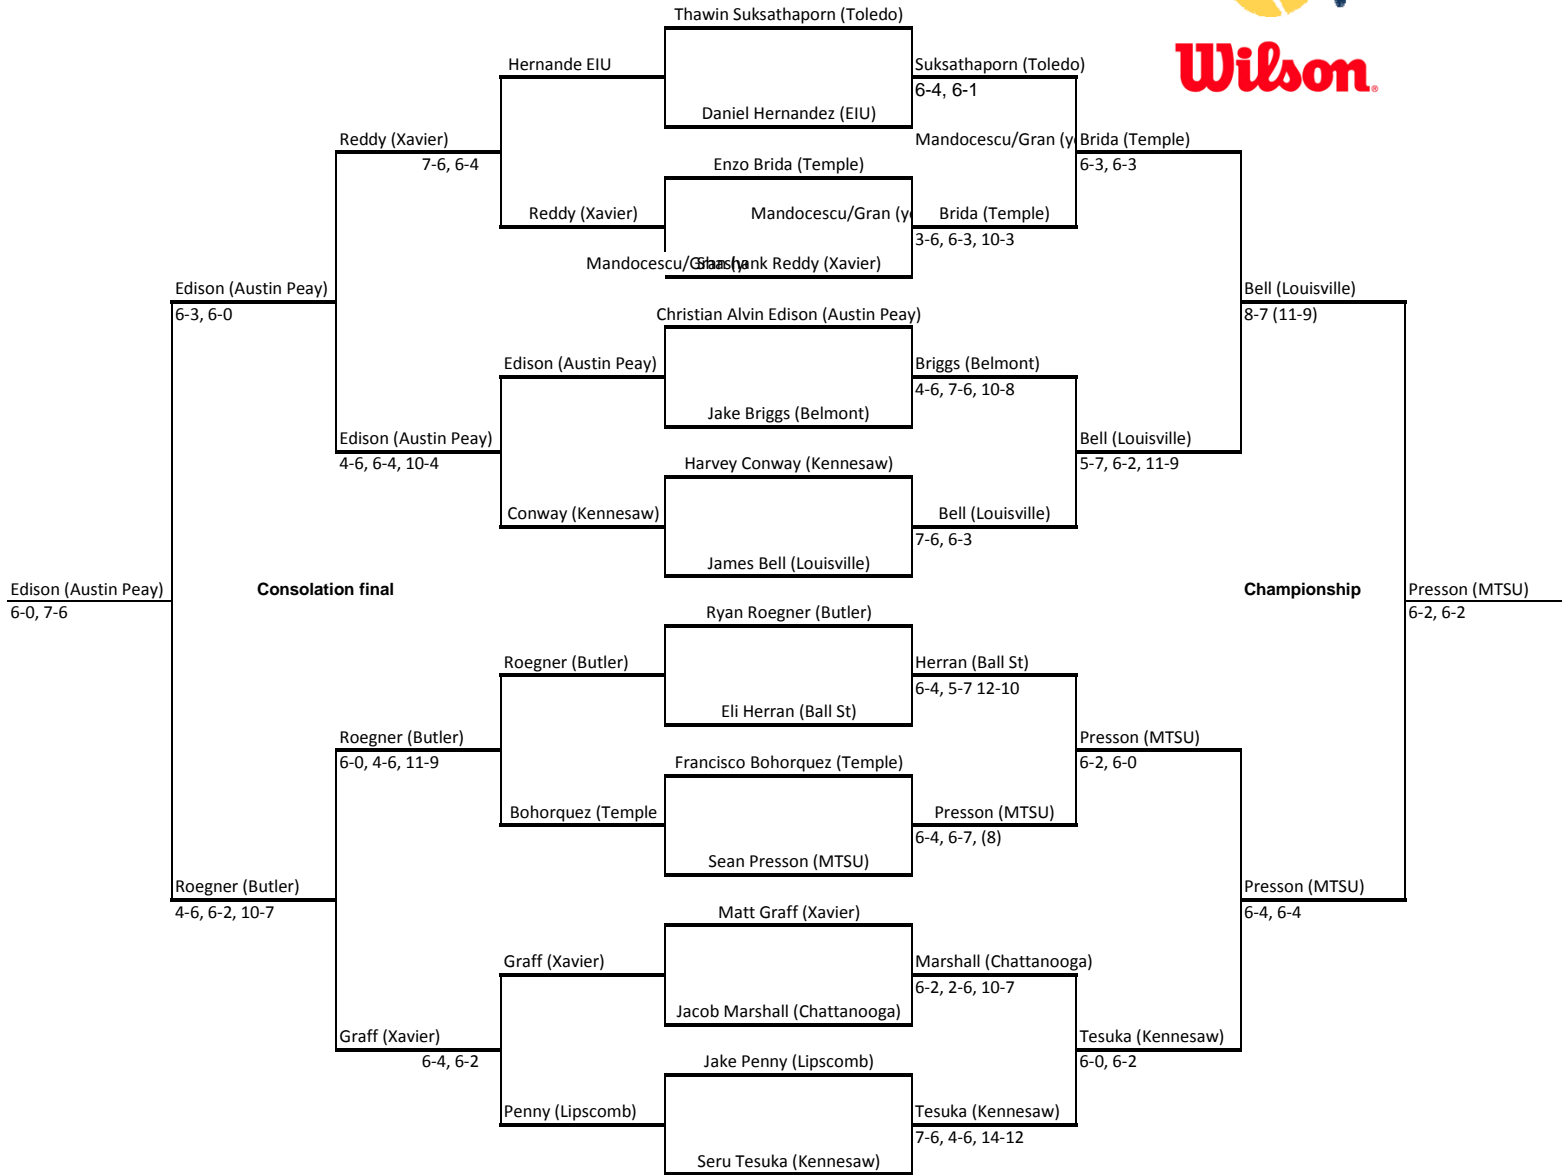 Thawin Suksathaporn (Toledo)
Wilson
Hernande EIU
Suksathaporn (Toledo)
6-4, 6-1
Daniel Hernandez (EIU)
Reddy (Xavier)
7-6, 6-4
Mandocescu/Gran (y
Brida (Temple)
6-3, 6-3
Enzo Brida (Temple)
Reddy (Xavier)
Mandocescu/Gran (y
Brida (Temple)
3-6, 6-3, 10-3
Mandocescu/Gran (y
Shashank Reddy (Xavier)
Edison (Austin Peay)
6-3, 6-0
Bell (Louisville)
8-7 (11-9)
Christian Alvin Edison (Austin Peay)
Edison (Austin Peay)
Briggs (Belmont)
4-6, 7-6, 10-8
Jake Briggs (Belmont)
Edison (Austin Peay)
4-6, 6-4, 10-4
Bell (Louisville)
5-7, 6-2, 11-9
Harvey Conway (Kennesaw)
Conway (Kennesaw)
Bell (Louisville)
7-6, 6-3
James Bell (Louisville)
Edison (Austin Peay)
6-0, 7-6
Consolation final
Championship
Presson (MTSU)
6-2, 6-2
Ryan Roegner (Butler)
Roegner (Butler)
Herran (Ball St)
6-4, 5-7 12-10
Eli Herran (Ball St)
Roegner (Butler)
6-0, 4-6, 11-9
Presson (MTSU)
6-2, 6-0
Francisco Bohorquez (Temple)
Bohorquez (Temple
Presson (MTSU)
6-4, 6-7, (8)
Sean Presson (MTSU)
Roegner (Butler)
4-6, 6-2, 10-7
Presson (MTSU)
6-4, 6-4
Matt Graff (Xavier)
Graff (Xavier)
Marshall (Chattanooga)
6-2, 2-6, 10-7
Jacob Marshall (Chattanooga)
Graff (Xavier)
6-4, 6-2
Tesuka (Kennesaw)
6-0, 6-2
Jake Penny (Lipscomb)
Penny (Lipscomb)
Tesuka (Kennesaw)
7-6, 4-6, 14-12
Seru Tesuka (Kennesaw)